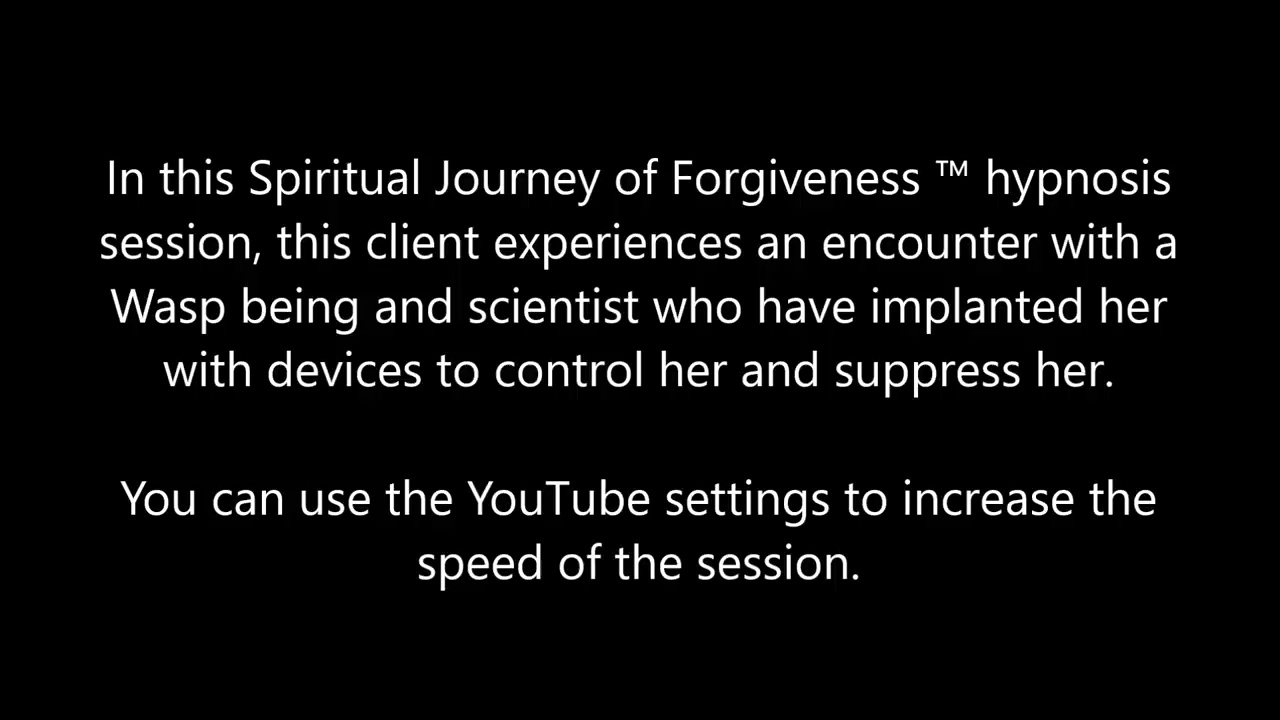 In this Spiritual Journey of Forgiveness ™ hypnosis
session, this client experiences an encounter with a
Wasp being and scientist who have implanted her
with devices to control her and suppress her.
You can use the YouTube settings to increase the
speed of the session.